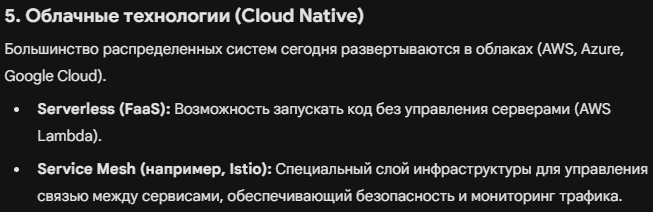 5. Облачные технологии (Cloud Native)
Большинство распределенных систем сегодня развертываются в облаках (AWS, Azure,
Google Cloud).
• Serverless (FaaS): Возможность запускать код без управления серверами (AWS
Lambda).
• Service Mesh (например, Istio): Специальный слой инфраструктуры для управления
связью между сервисами, обеспечивающий безопасность и мониторинг трафика.